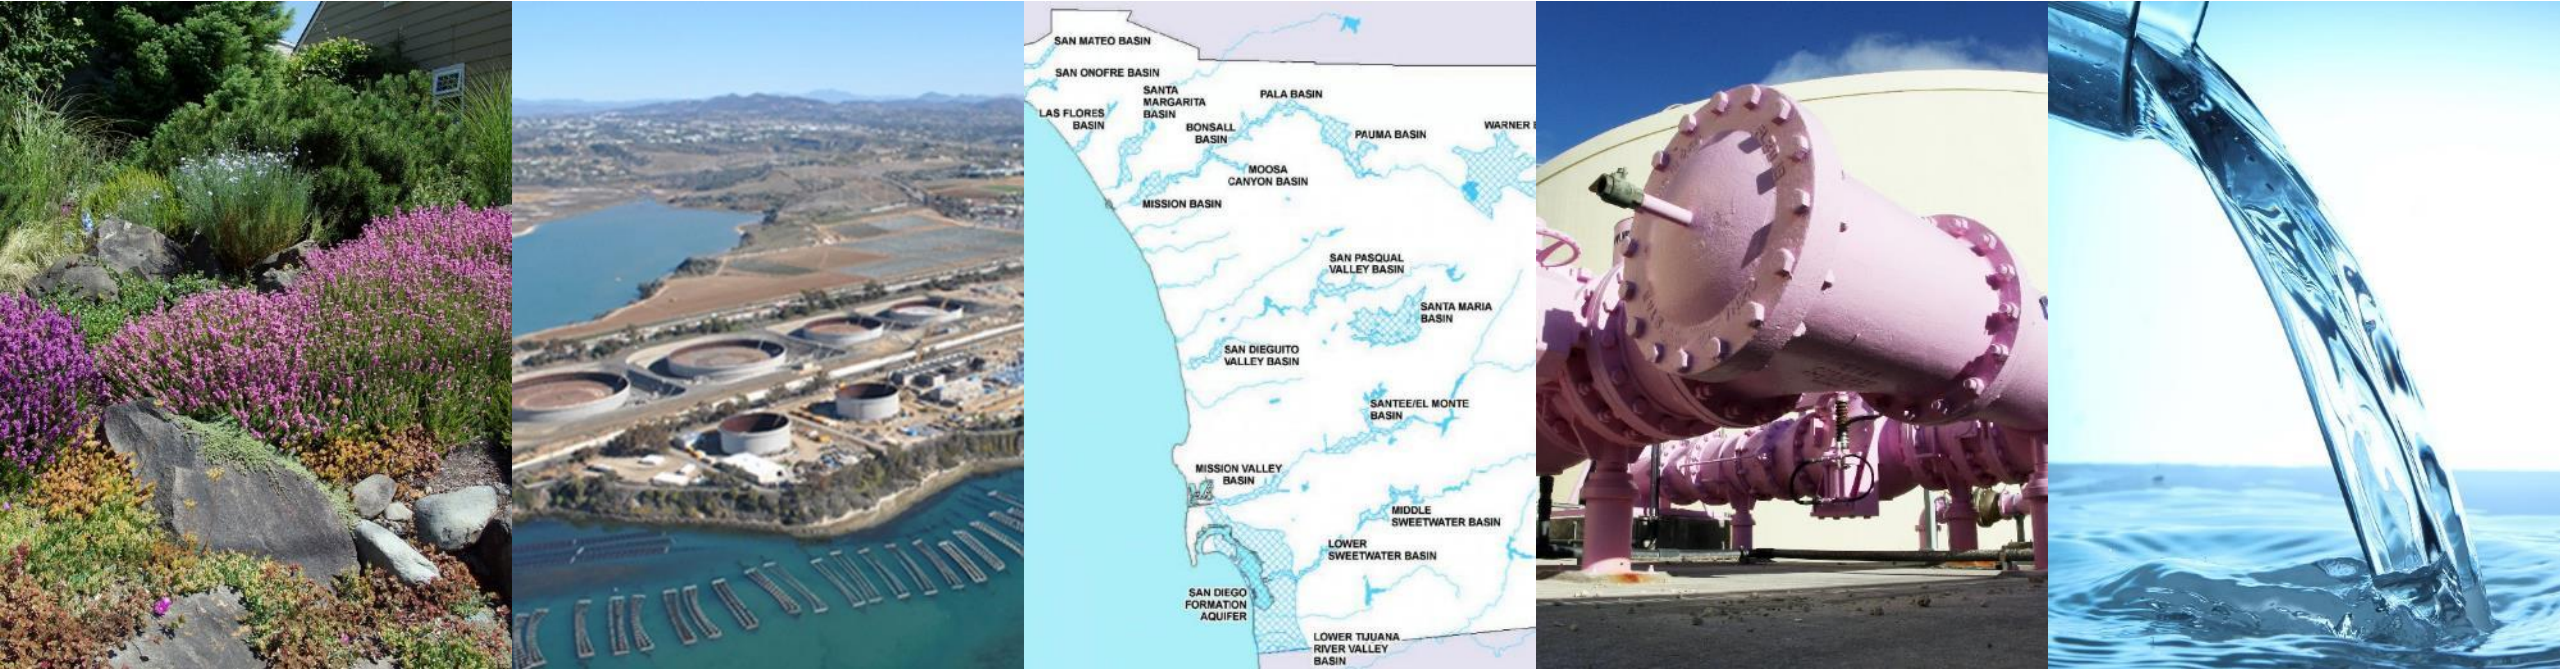 SAN MATEO BASIN
SAN ONOFRE BASIN
SANTA
MARGARITA
BASIN
LAS FLORES
BASIN
PALA BASIN
BONSALL
BASIN
PAUMA BASIN
WARNER
MOOSA
CANYON BASIN
MISSION BASIN
SAN PASQUAL
VALLEY BASIN
SANTA MARIA
BASIN
SAN DIEGUITO
VALLEY BASIN
SANTEE/EL MONTE
BASIN
MISSION VALLEY
BASIN
MIDDLE
SWEETWATER BASIN
LOWER
SWEETWATER BASIN
SAN DIEGO
FORMATION
AQUIFER
LOWER TIJUANA
RIVER VALLEY
BASIN